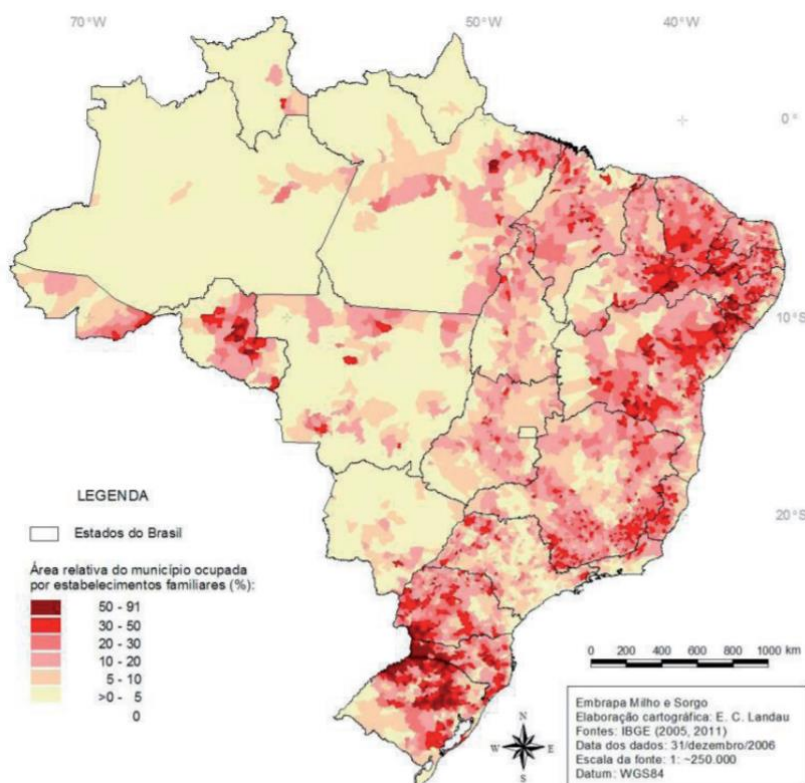 70°W
50°W
40°W
0°
10°S
20°S
LEGENDA
Estados do Brasil
Área relativa do município ocupada
por estabelecimentos familiares (%):
50 - 91
30 - 50
20 - 30
10 - 20
5 - 10
>0 - 5
0
0 200 400 600 800 1000 km
N
W E
S
Embrapa Milho e Sorgo
Elaboração cartográfica: E. C. Landau
Fontes: IBGE (2005, 2011)
Data dos dados: 31/dezembro/2006
Escala da fonte: 1: ~250.000
Datum: WGS84